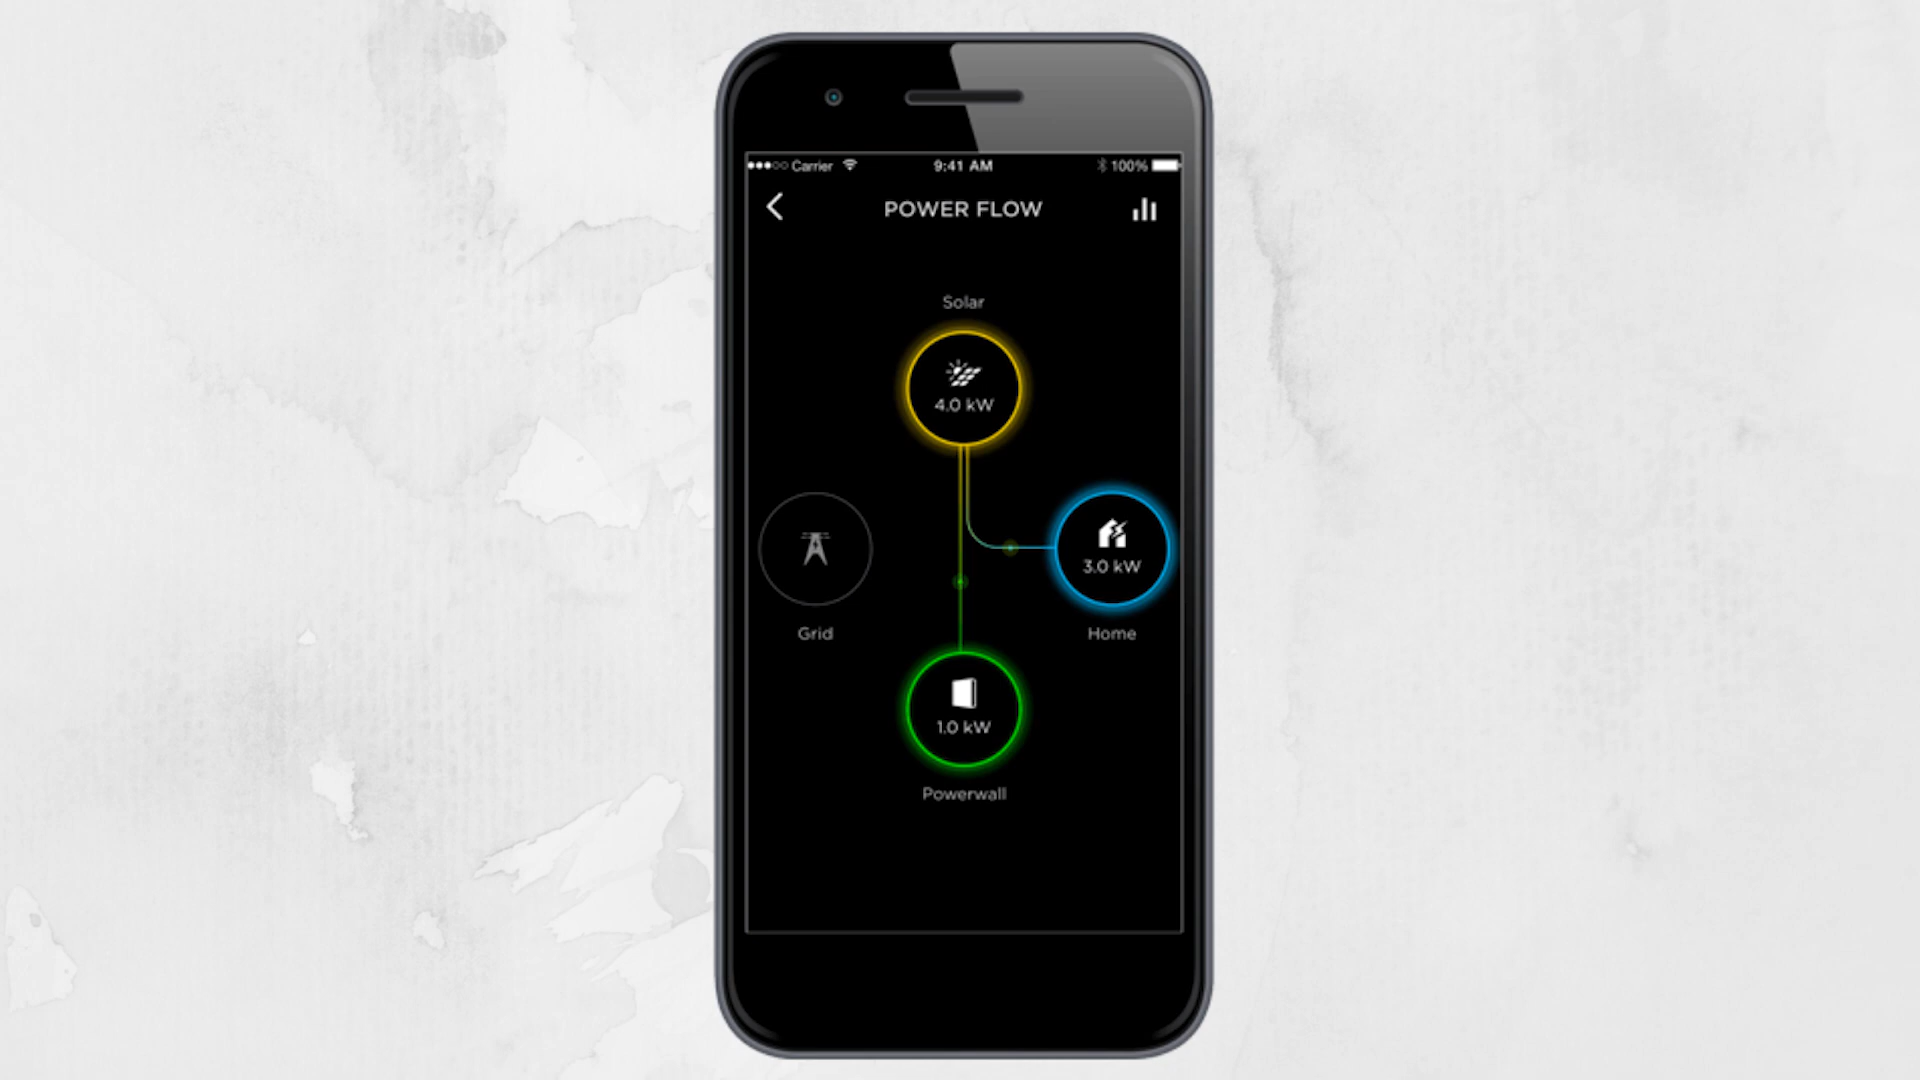 Carrier 9:41 AM 100%
POWER FLOW
Solar
4.0 kW
3.0 kW
Grid Home
1.0 kW
Powerwall